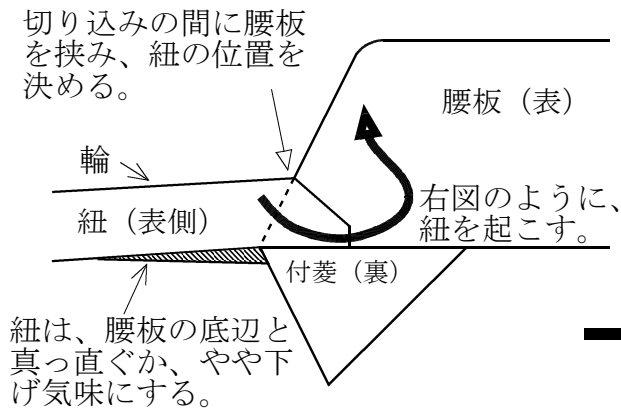 切り込みの間に腰板
を挟み、紐の位置を
決める。
腰板（表）
輪
紐（表側）
右図のように、
紐を起こす。
付菱（裏）
紐は、腰板の底辺と
真っ直ぐか、やや下
げ気味にする。